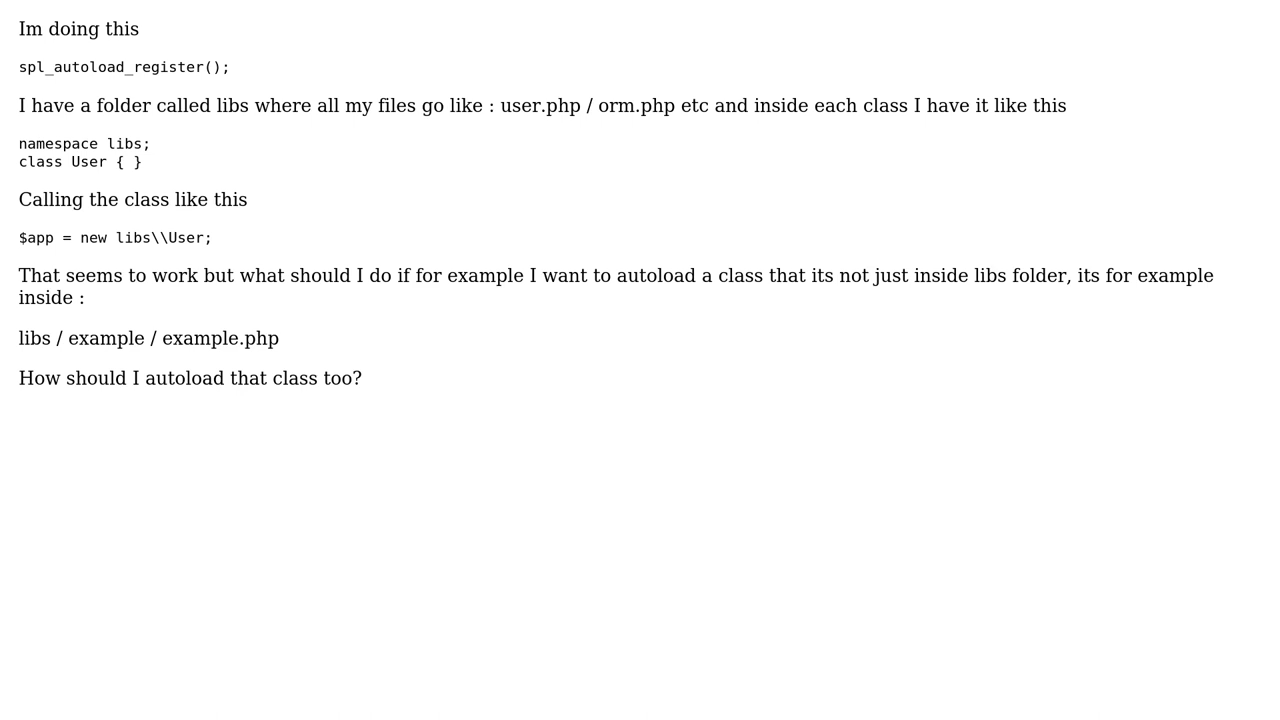 Im doing this
spl_autoload_register();
I have a folder called libs where all my files go like : user.php / orm.php etc and inside each class I have it like this
namespace libs;
class User { }
Calling the class like this
$app = new libs\\User;
That seems to work but what should I do if for example I want to autoload a class that its not just inside libs folder, its for example
inside :
libs / example / example.php
How should I autoload that class too?